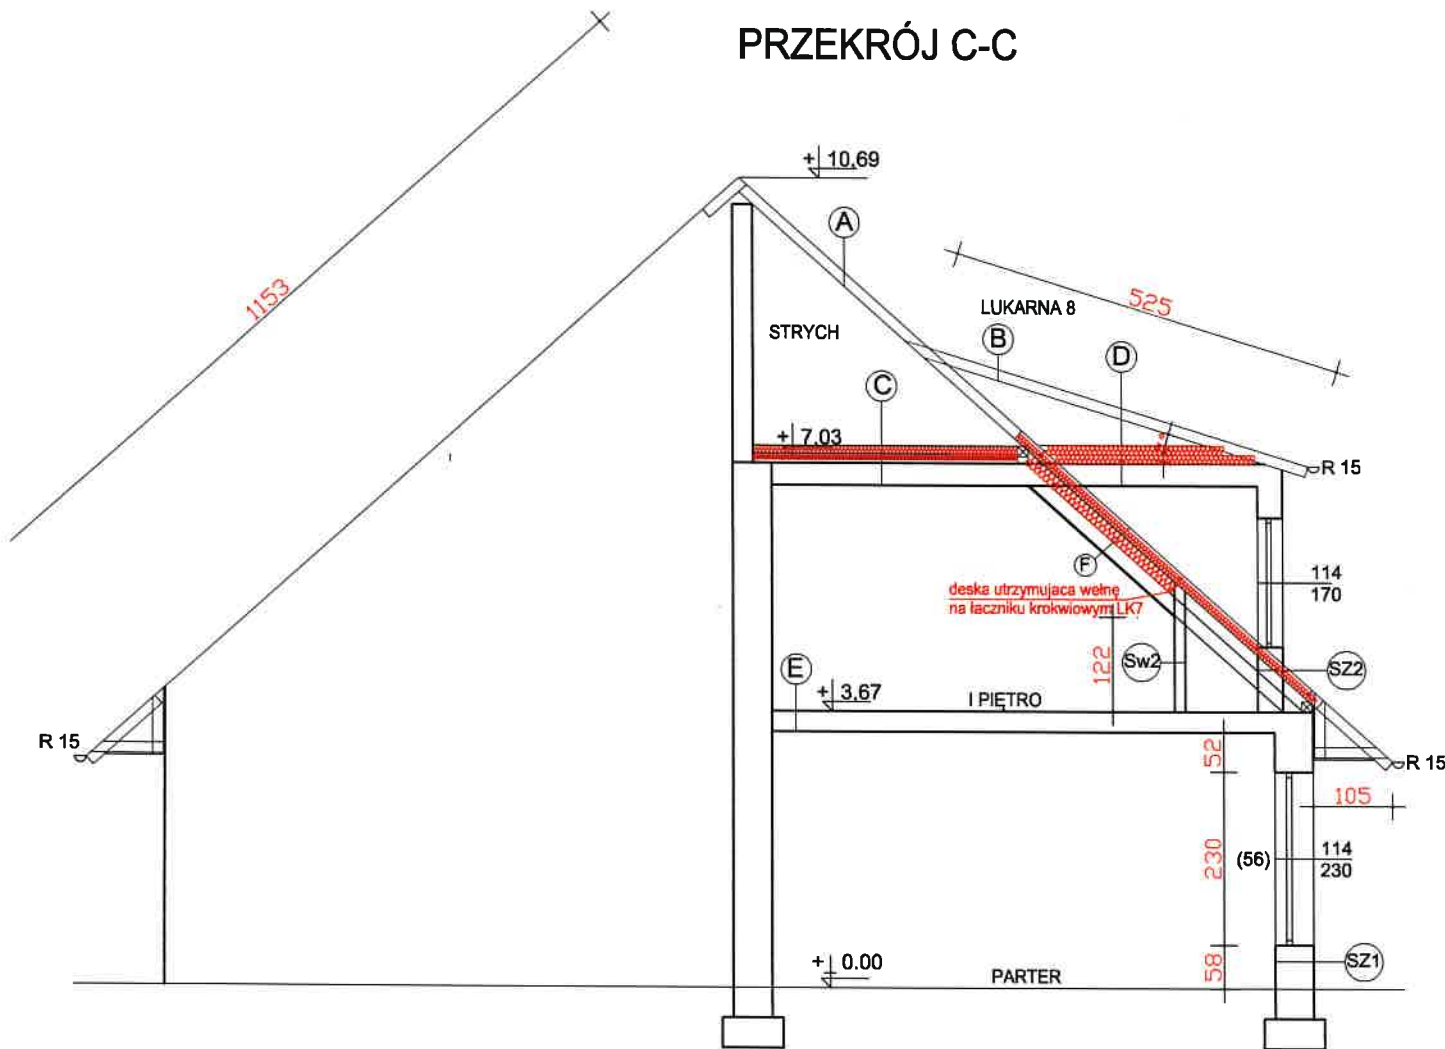 PRZEKRÓJ C-C
+ 10,69
A
1153
525
LUKARNA 8
STRYCH
B
D
C
+ 7,03
R 15
F
deska utrzymujaca wełnę
na łaczniku krokwiowym LK7
114
170
122
Sw2
SZ2
E
+ 3,67
I PIĘTRO
R 15
52
R 15
105
230
(56)
114
230
+ 0.00
PARTER
58
SZ1